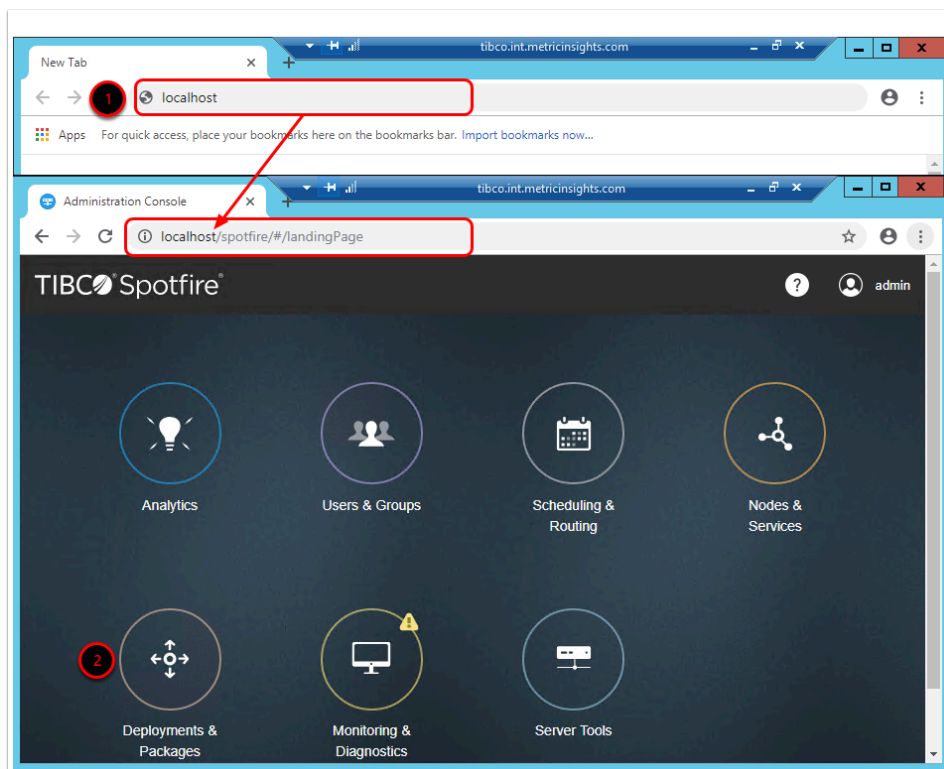 tibco.int.metricinsights.com
New Tab
1
localhost
Apps For quick access, place your bookmarks here on the bookmarks bar. Import bookmarks now...
tibco.int.metricinsights.com
Administration Console
localhost/spotfire/#/landingPage
TIBCO® Spotfire®
? admin
Analytics
Users & Groups
Scheduling &
Routing
Nodes &
Services
2
Deployments &
Packages
Monitoring &
Diagnostics
Server Tools